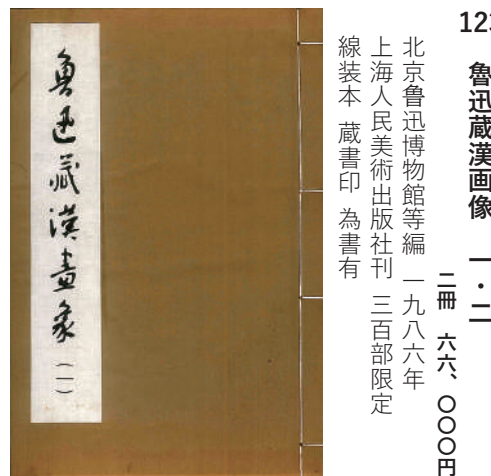 魯迅蔵漢画像 一・二
二冊 六六、〇〇〇円
北京魯迅博物館等編 一九八六年
上海人民美術出版社刊 三百部限定
線装本 蔵書印 為書有
魯迅藏漢畫象(一)